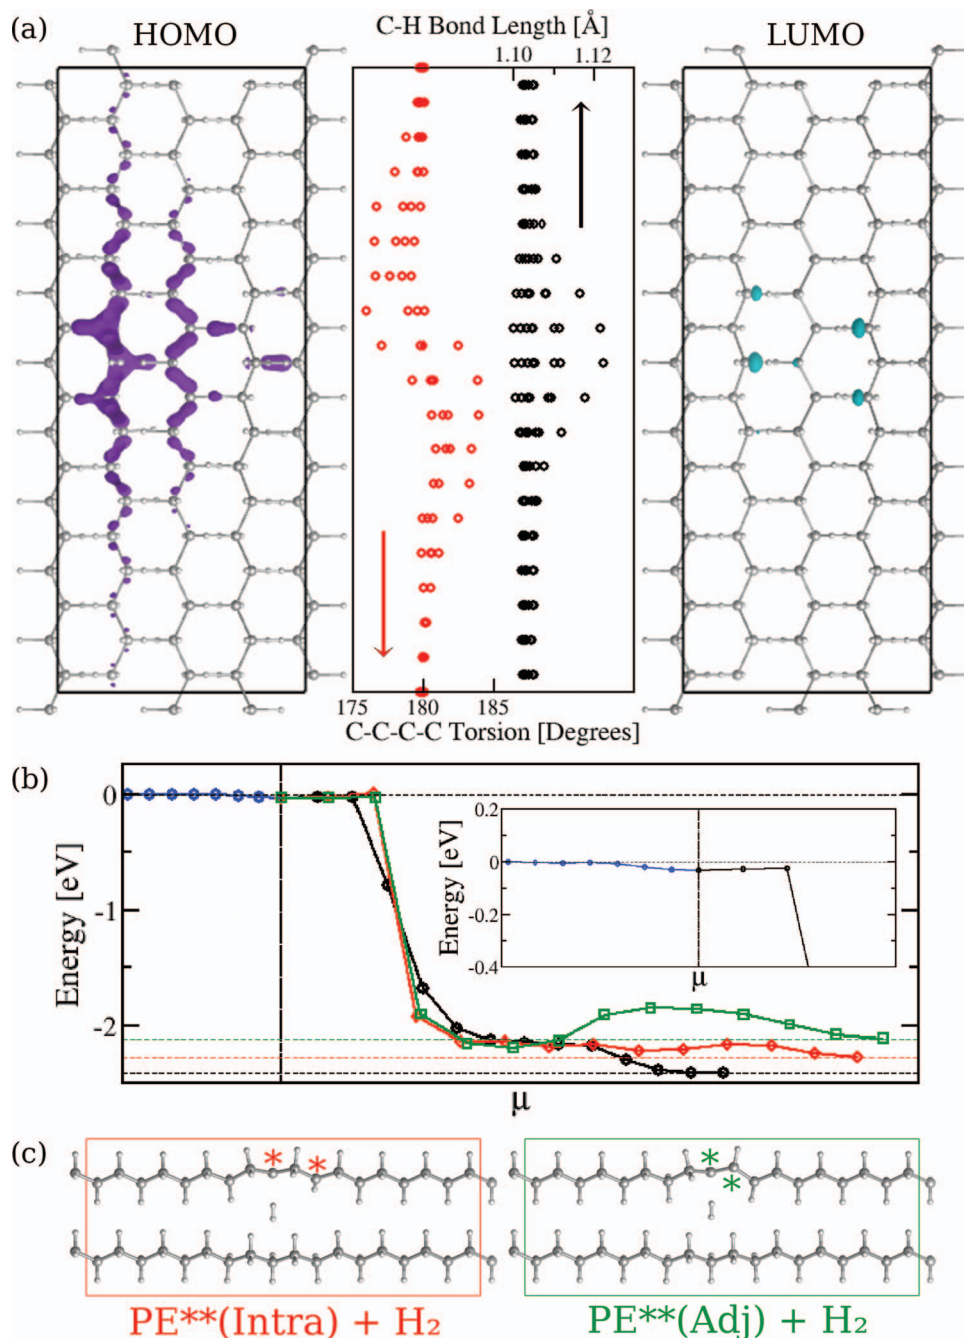 (a)
HOMO
C-H Bond Length [Å]
LUMO
1.10
1.12
175
180
185
C-C-C-C Torsion [Degrees]
(b)
0
-1
-2
Energy [eV]
μ
0.2
0
-0.2
-0.4
Energy [eV]
μ
(c)
* *
* *
PE**(Intra) + H₂
PE**(Adj) + H₂